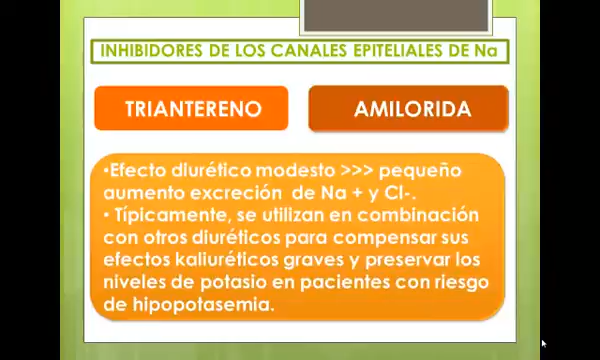 INHIBIDORES DE LOS CANALES EPITELIALES DE Na
TRIANTERENO
AMILORIDA
•Efecto diurético modesto >>> pequeño
aumento excreción de Na + y Cl-.
• Típicamente, se utilizan en combinación
con otros diuréticos para compensar sus
efectos kaliuréticos graves y preservar los
niveles de potasio en pacientes con riesgo
de hipopotasemia.